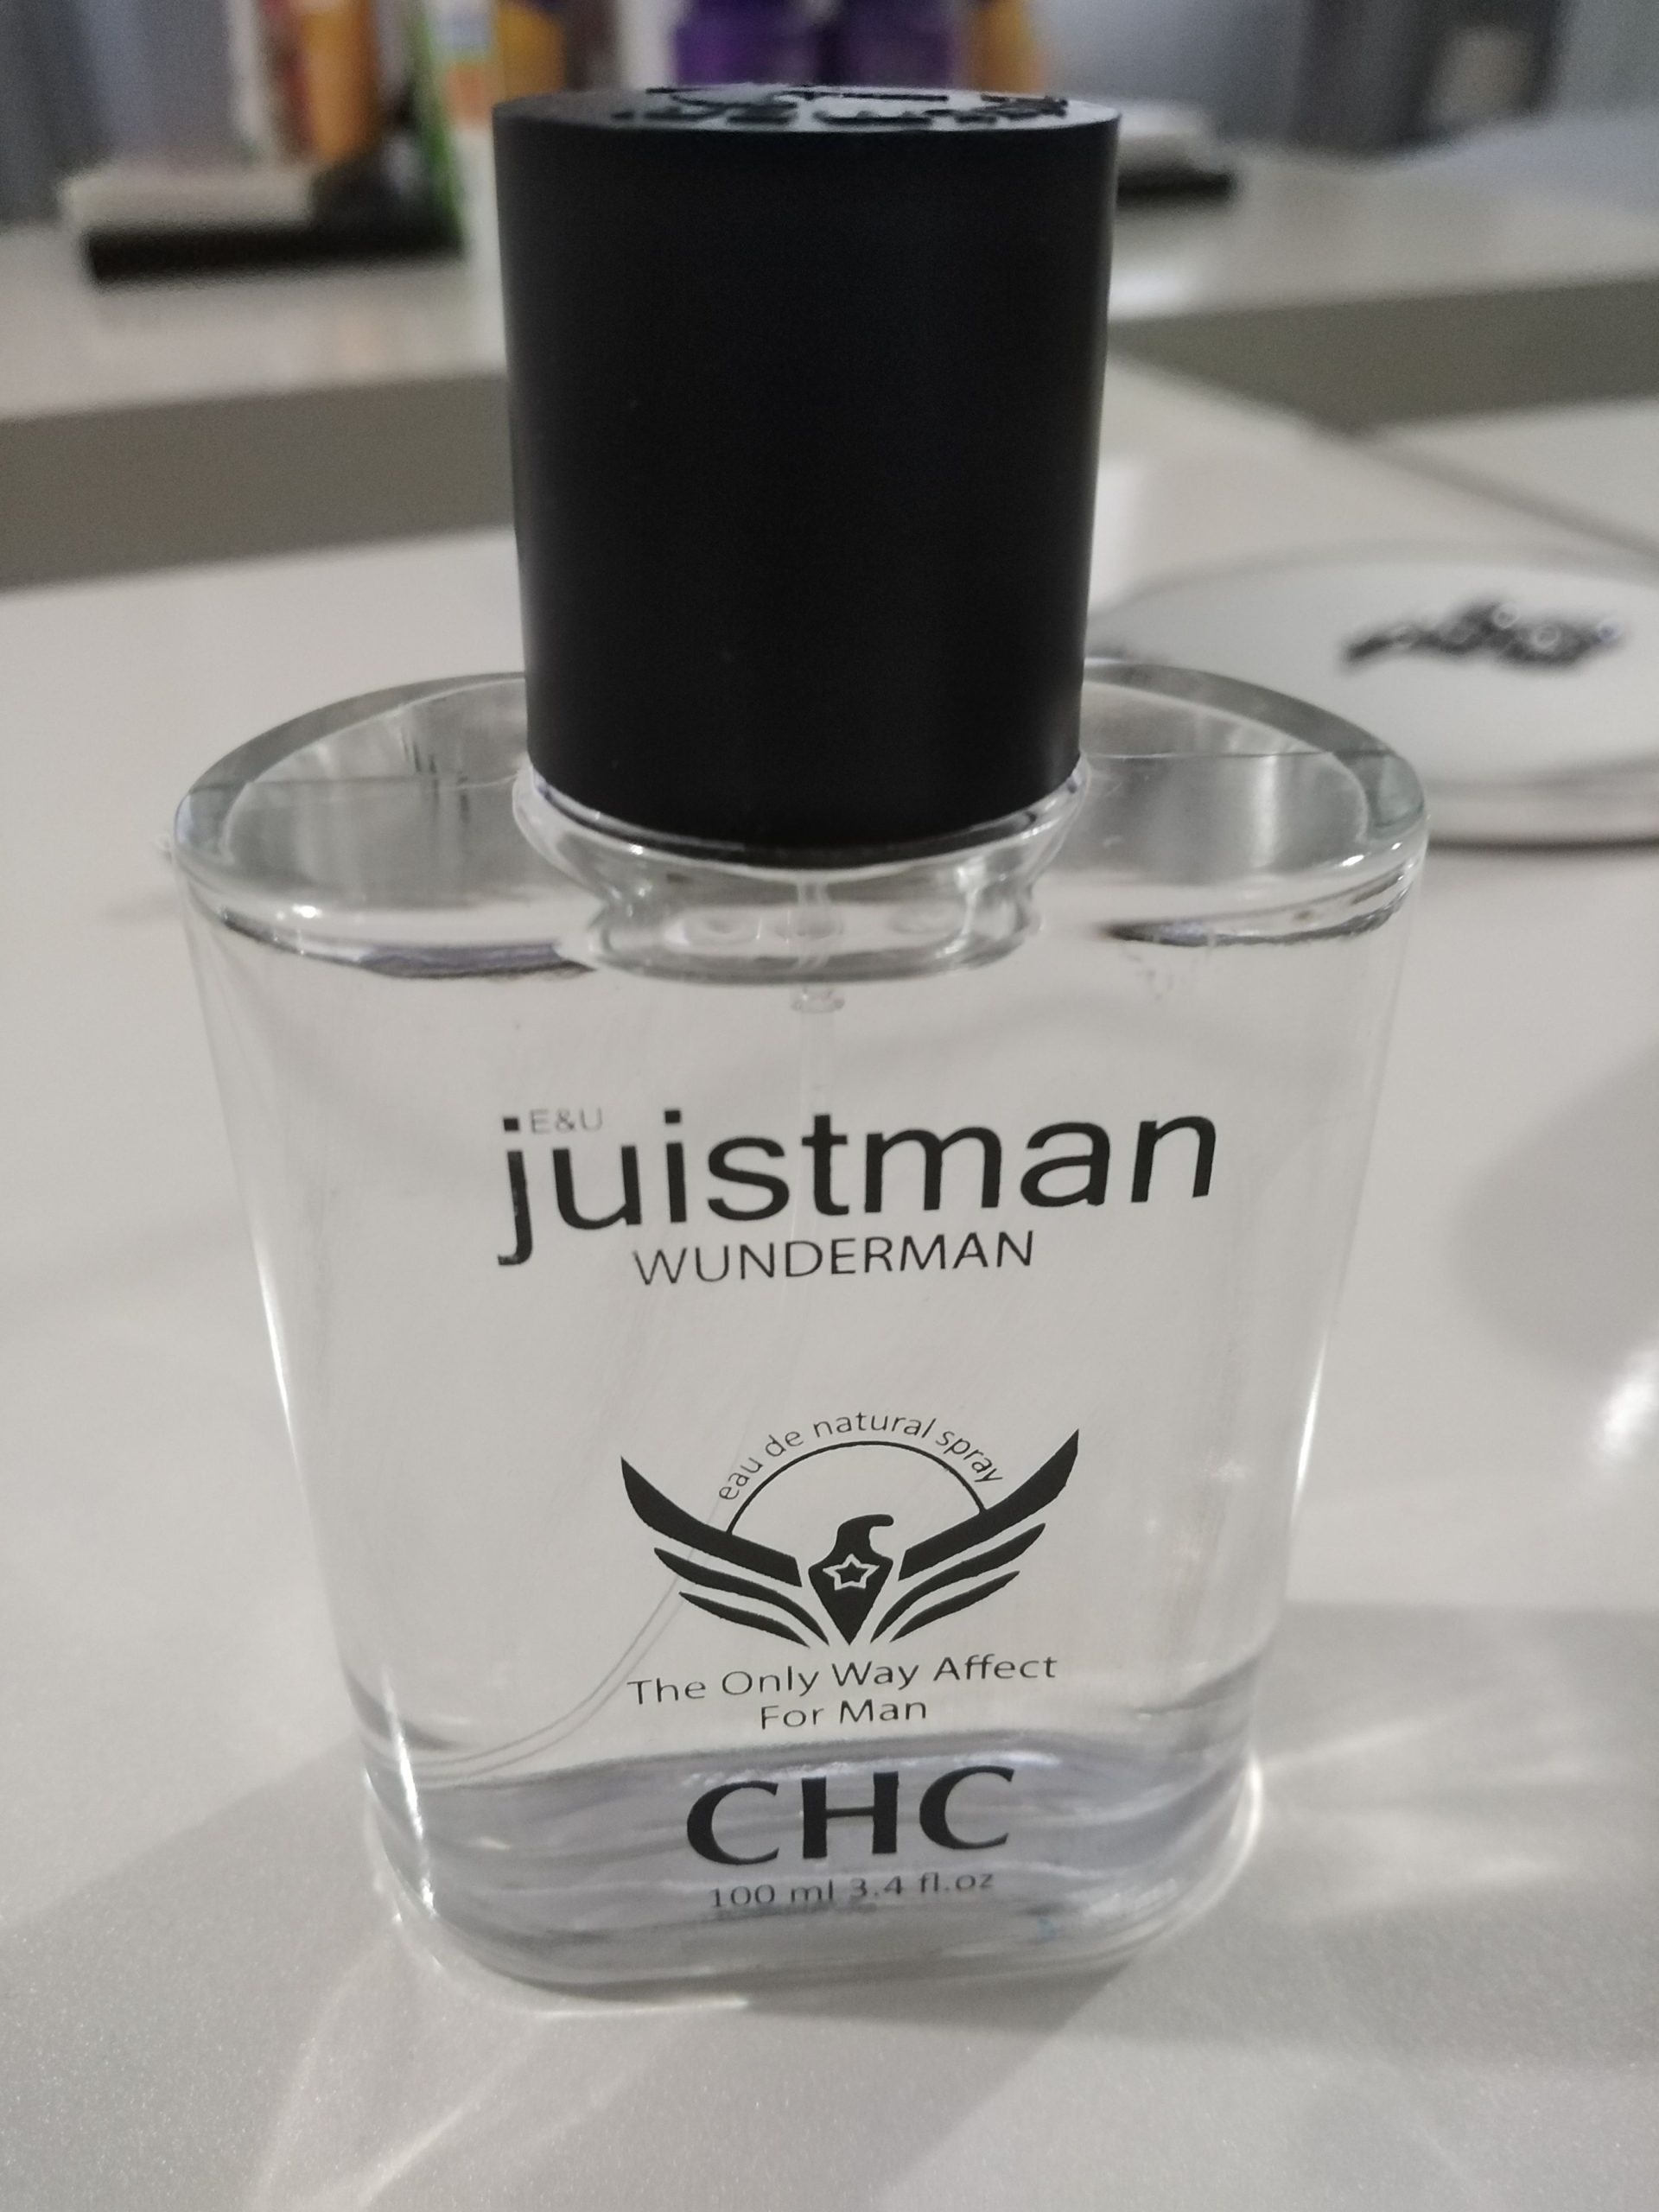 E&U
juistman
WUNDERMAN
eau de natural spray
The Only Way Affect
For Man
CHC
100 ml 3.4 fl.oz